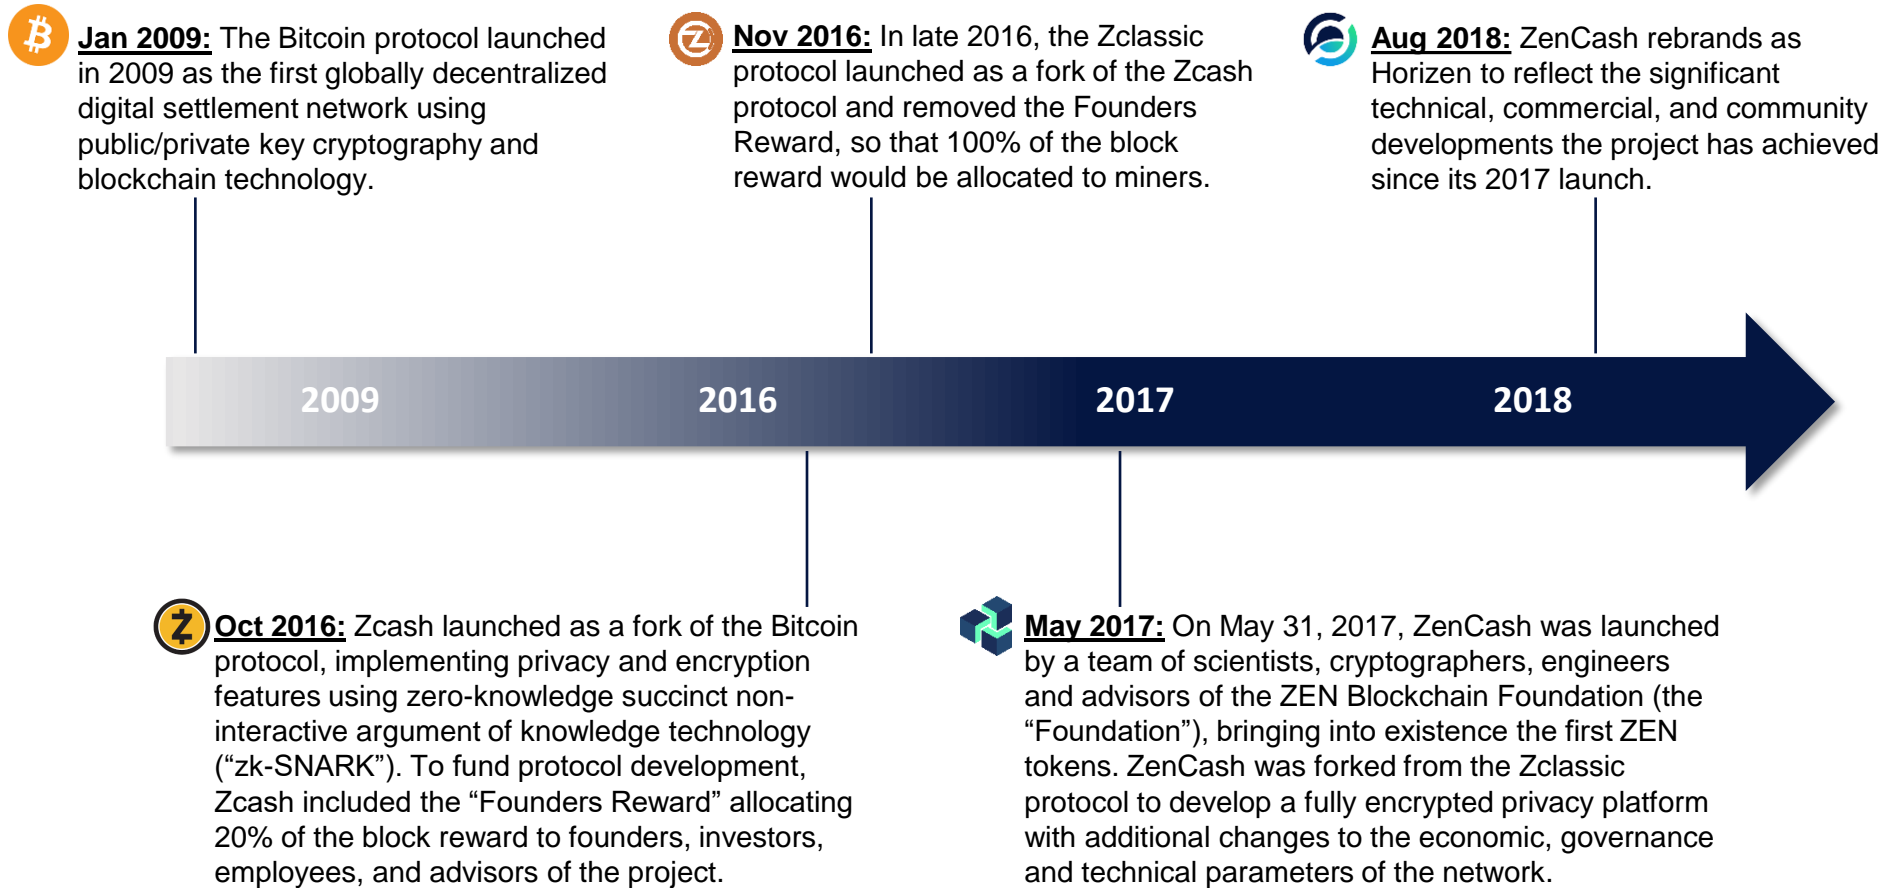 Jan 2009: The Bitcoin protocol launched
in 2009 as the first globally decentralized
digital settlement network using
public/private key cryptography and
blockchain technology.
Nov 2016: In late 2016, the Zclassic
protocol launched as a fork of the Zcash
protocol and removed the Founders
Reward, so that 100% of the block
reward would be allocated to miners.
Aug 2018: ZenCash rebrands as
Horizen to reflect the significant
technical, commercial, and community
developments the project has achieved
since its 2017 launch.
2009
2016
2017
2018
Oct 2016: Zcash launched as a fork of the Bitcoin
protocol, implementing privacy and encryption
features using zero-knowledge succinct non-
interactive argument of knowledge technology
(“zk-SNARK”). To fund protocol development,
Zcash included the “Founders Reward” allocating
20% of the block reward to founders, investors,
employees, and advisors of the project.
May 2017: On May 31, 2017, ZenCash was launched
by a team of scientists, cryptographers, engineers
and advisors of the ZEN Blockchain Foundation (the
“Foundation”), bringing into existence the first ZEN
tokens. ZenCash was forked from the Zclassic
protocol to develop a fully encrypted privacy platform
with additional changes to the economic, governance
and technical parameters of the network.